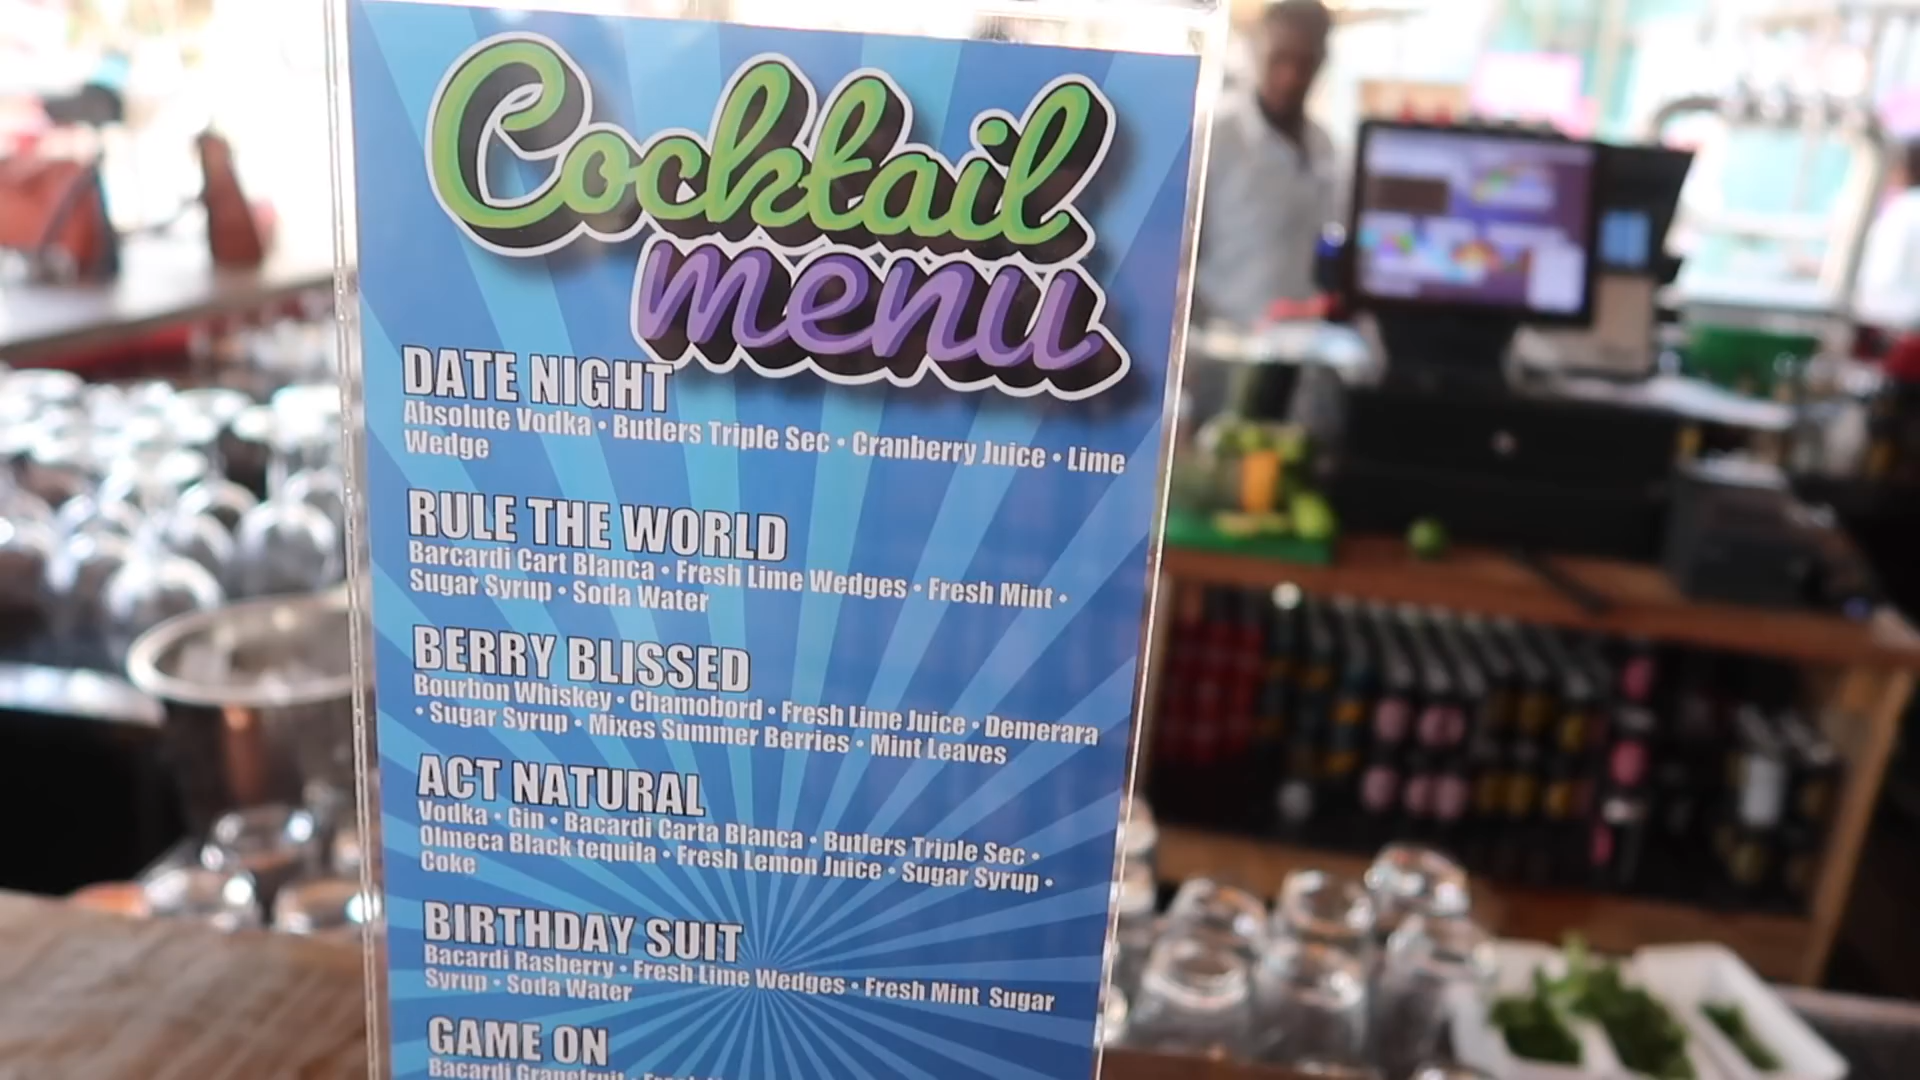 Cocktail
menu
DATE NIGHT
Absolute Vodka • Butlers Triple Sec • Cranberry Juice • Lime
Wedge
RULE THE WORLD
Barcardi Cart Blanca • Fresh Lime Wedges • Fresh Mint •
Sugar Syrup • Soda Water
BERRY BLISSED
Bourbon Whiskey • Chamobord • Fresh Lime Juice • Demerara
• Sugar Syrup • Mixes Summer Berries • Mint Leaves
ACT NATURAL
Vodka • Gin • Bacardi Carta Blanca • Butlers Triple Sec •
Olmeca Black tequila • Fresh Lemon Juice • Sugar Syrup •
Coke
BIRTHDAY SUIT
Bacardi Rasberry • Fresh Lime Wedges • Fresh Mint Sugar
Syrup • Soda Water
GAME ON
Bacardi Grapefruit •